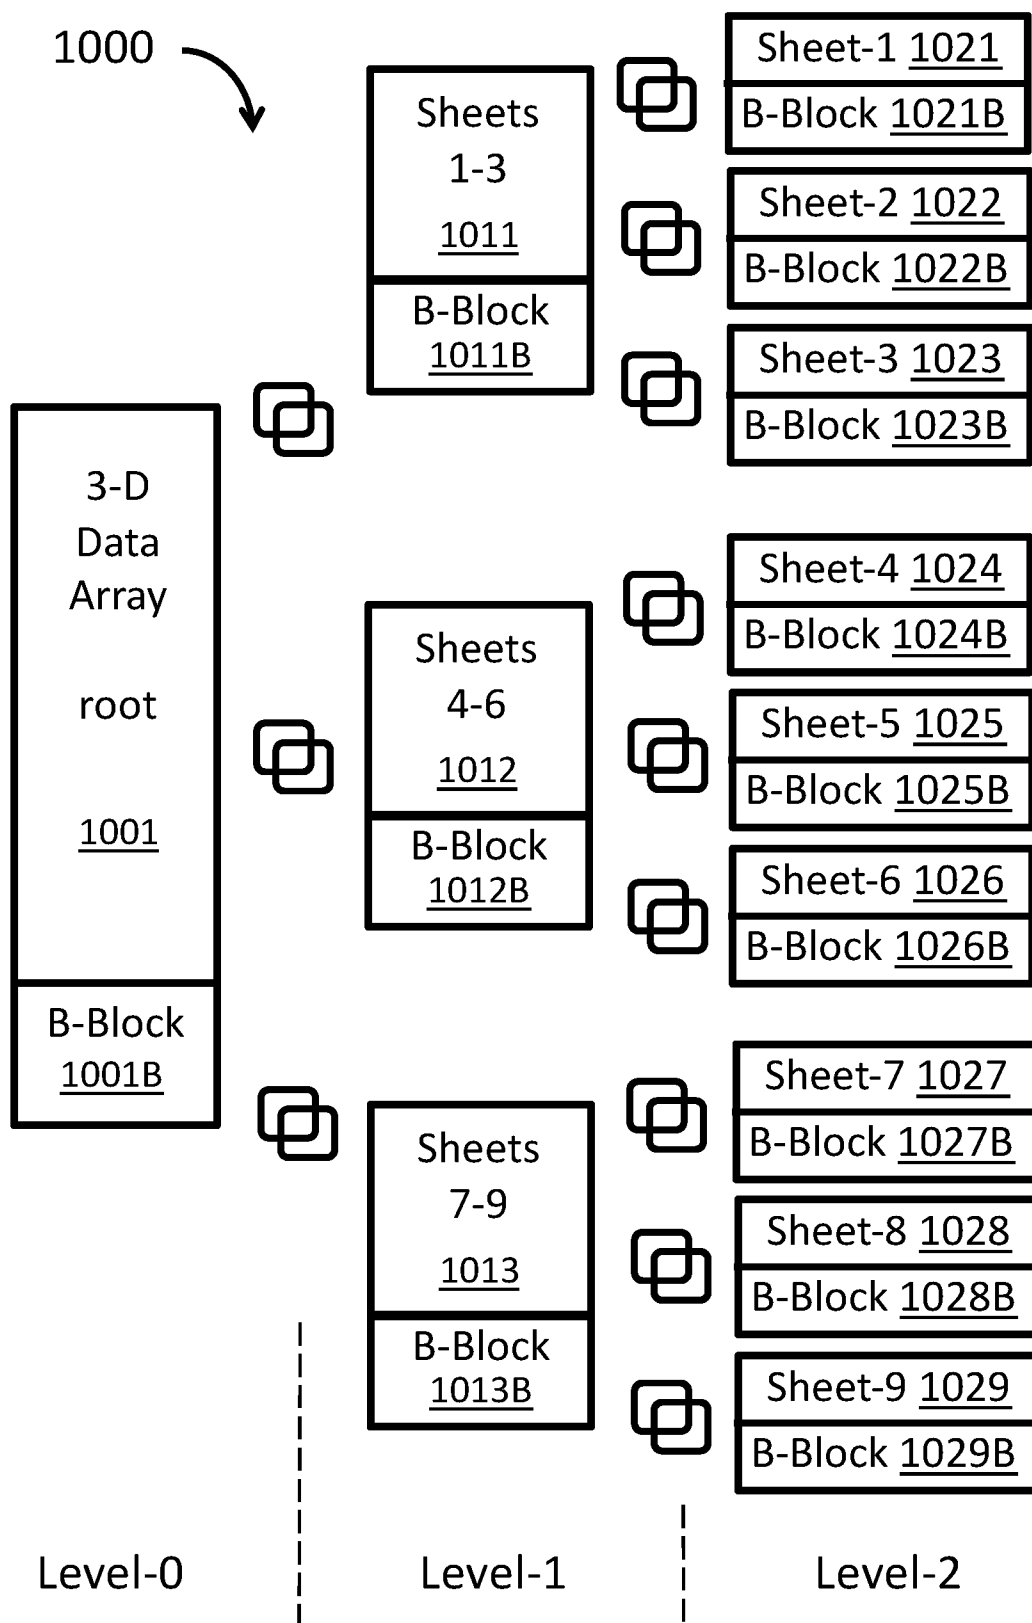 1000
3-D
Data
Array
root
1001
B-Block
1001B
Sheets
1-3
1011
B-Block
1011B
Sheets
4-6
1012
B-Block
1012B
Sheets
7-9
1013
B-Block
1013B
Sheet-1 1021
B-Block 1021B
Sheet-2 1022
B-Block 1022B
Sheet-3 1023
B-Block 1023B
Sheet-4 1024
B-Block 1024B
Sheet-5 1025
B-Block 1025B
Sheet-6 1026
B-Block 1026B
Sheet-7 1027
B-Block 1027B
Sheet-8 1028
B-Block 1028B
Sheet-9 1029
B-Block 1029B
Level-0
Level-1
Level-2